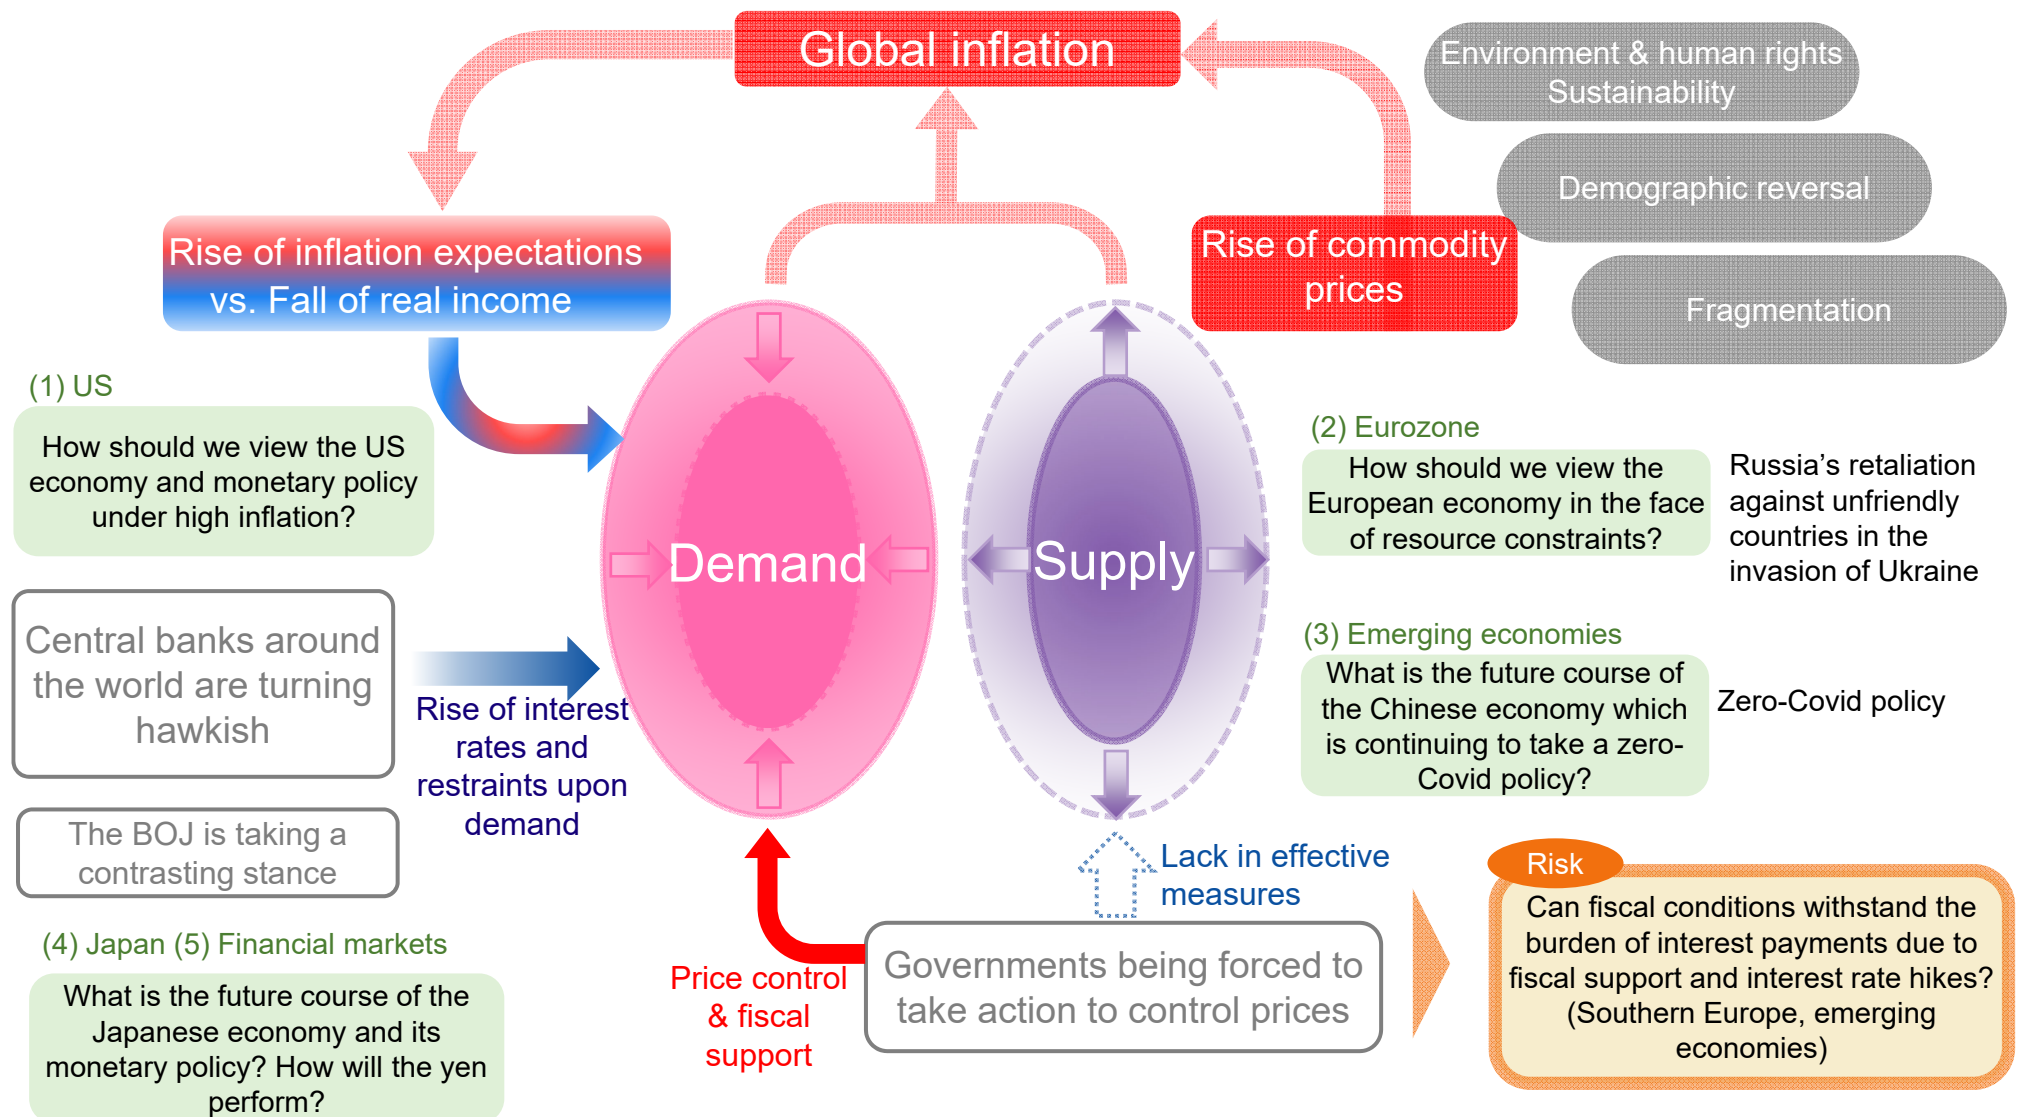 Global inflation
Environment & human rights
Sustainability
Demographic reversal
Fragmentation
Rise of commodity
prices
Rise of inflation expectations
vs. Fall of real income
(1) US
How should we view the US
economy and monetary policy
under high inflation?
Central banks around
the world are turning
hawkish
Rise of interest
rates and
restraints upon
demand
The BOJ is taking a
contrasting stance
(4) Japan (5) Financial markets
What is the future course of the
Japanese economy and its
monetary policy? How will the yen
perform?
Demand
Supply
(2) Eurozone
How should we view the
European economy in the face
of resource constraints?
Russia’s retaliation
against unfriendly
countries in the
invasion of Ukraine
(3) Emerging economies
What is the future course of
the Chinese economy which
is continuing to take a zero-
Covid policy?
Zero-Covid policy
Lack in effective
measures
Price control
& fiscal
support
Governments being forced to
take action to control prices
Risk
Can fiscal conditions withstand the
burden of interest payments due to
fiscal support and interest rate hikes?
(Southern Europe, emerging
economies)